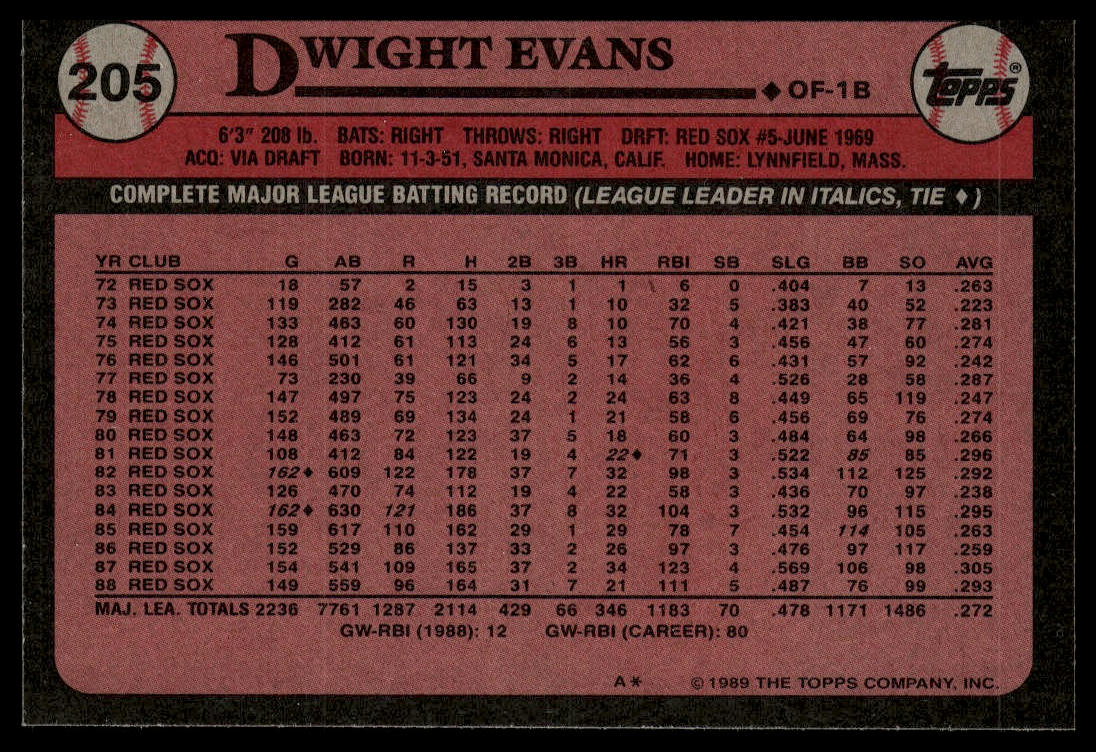 205
DWIGHT EVANS
◆ OF-1B
TOPPS®
6'3" 208 lb. BATS: RIGHT THROWS: RIGHT DRFT: RED SOX #5-JUNE 1969
ACQ: VIA DRAFT BORN: 11-3-51, SANTA MONICA, CALIF. HOME: LYNNFIELD, MASS.
COMPLETE MAJOR LEAGUE BATTING RECORD (LEAGUE LEADER IN ITALICS, TIE ♦)
YR CLUB G AB R H 2B 3B HR RBI SB SLG BB SO AVG
72 RED SOX 18 57 2 15 3 1 1 6 0 .404 7 13 .263
73 RED SOX 119 282 46 63 13 1 10 32 5 .383 40 52 .223
74 RED SOX 133 463 60 130 19 8 10 70 4 .421 38 77 .281
75 RED SOX 128 412 61 113 24 6 13 56 3 .456 47 60 .274
76 RED SOX 146 501 61 121 34 5 17 62 6 .431 57 92 .242
77 RED SOX 73 230 39 66 9 2 14 36 4 .526 28 58 .287
78 RED SOX 147 497 75 123 24 2 24 63 8 .449 65 119 .247
79 RED SOX 152 489 69 134 24 1 21 58 6 .456 69 76 .274
80 RED SOX 148 463 72 123 37 5 18 60 3 .484 64 98 .266
81 RED SOX 108 412 84 122 19 4 22♦ 71 3 .522 85 85 .296
82 RED SOX 162♦ 609 122 178 37 7 32 98 3 .534 112 125 .292
83 RED SOX 126 470 74 112 19 4 22 58 3 .436 70 97 .238
84 RED SOX 162♦ 630 121 186 37 8 32 104 3 .532 96 115 .295
85 RED SOX 159 617 110 162 29 1 29 78 7 .454 114 105 .263
86 RED SOX 152 529 86 137 33 2 26 97 3 .476 97 117 .259
87 RED SOX 154 541 109 165 37 2 34 123 4 .569 106 98 .305
88 RED SOX 149 559 96 164 31 7 21 111 5 .487 76 99 .293
MAJ. LEA. TOTALS 2236 7761 1287 2114 429 66 346 1183 70 .478 1171 1486 .272
GW-RBI (1988): 12 GW-RBI (CAREER): 80
A* © 1989 THE TOPPS COMPANY, INC.